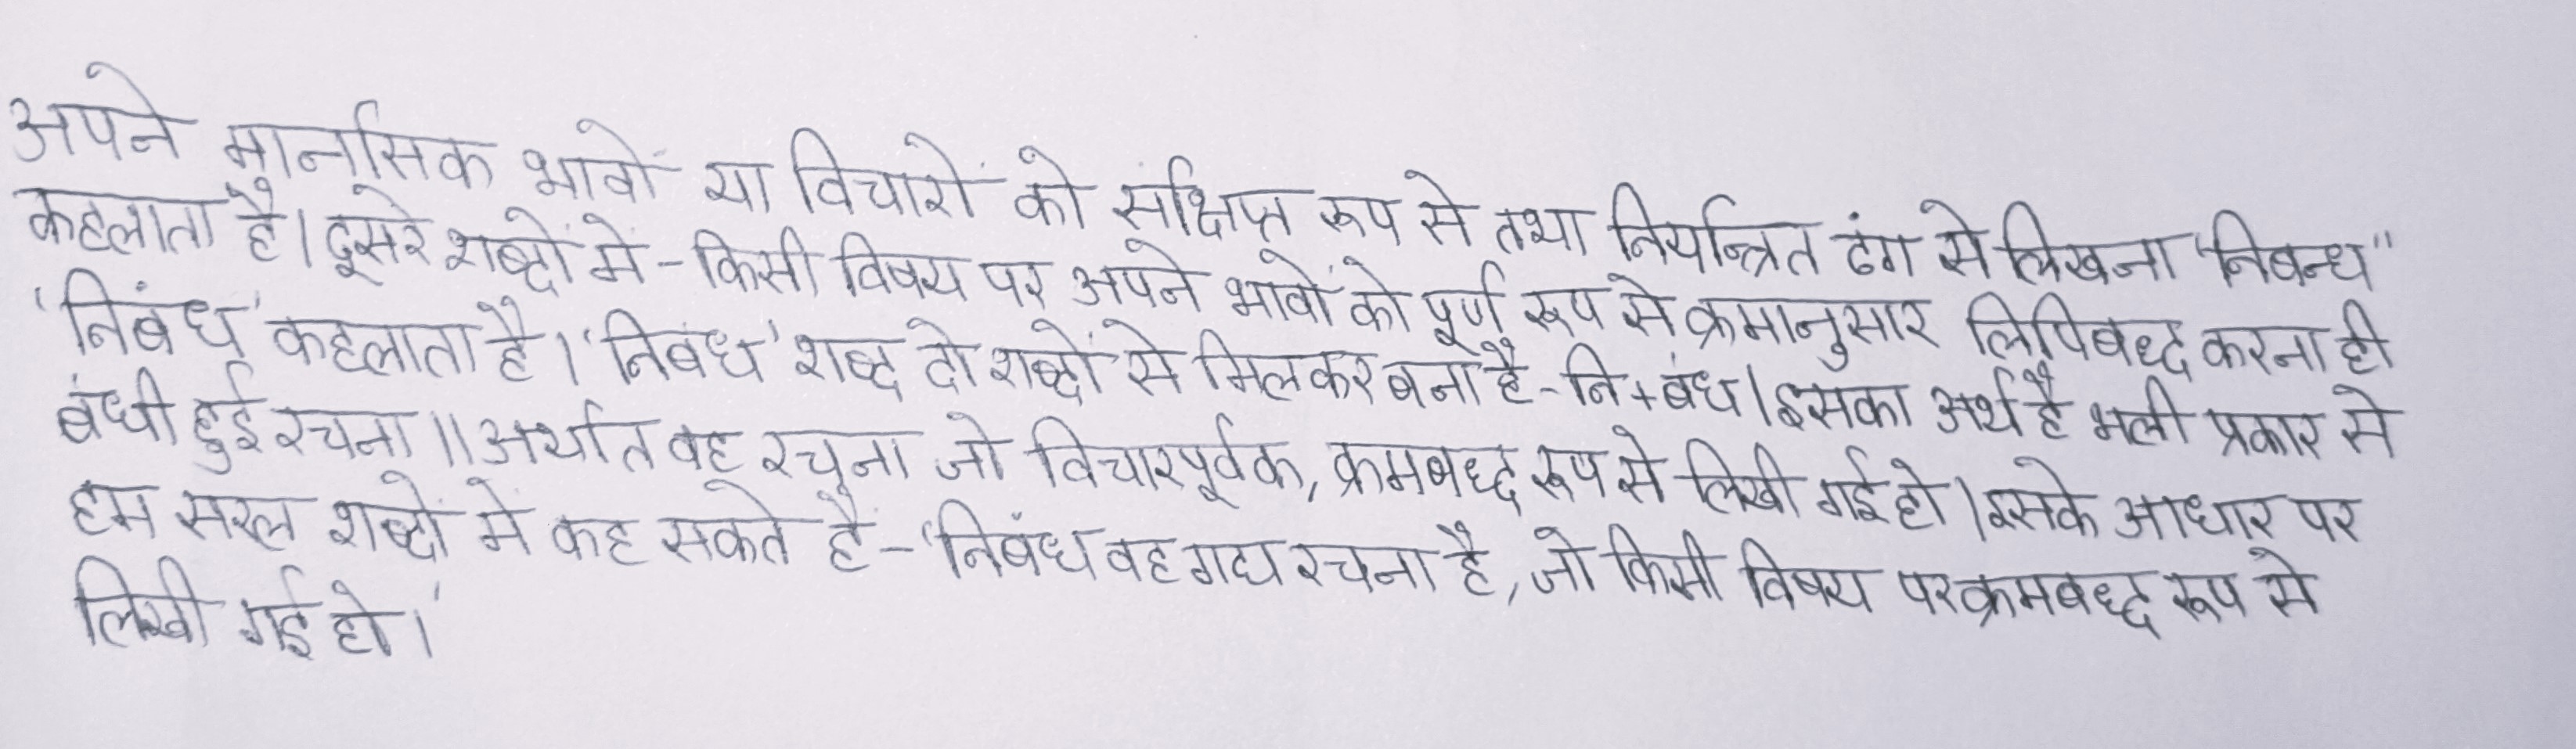 अपने मानसिक भावों या विचारों को संक्षिप्त रूप से तथा नियन्त्रित ढंग से लिखना "निबन्ध"
कहलाता है। दूसरे शब्दों में - किसी विषय पर अपने भावों को पूर्ण रूप से क्रमानुसार लिपिबद्ध करना ही
'निबंध' कहलाता है। 'निबंध' शब्द दो शब्दों से मिलकर बना है - नि + बंध। इसका अर्थ है भली प्रकार से
बंधी हुई रचना।। अर्थात वह रचना जो विचारपूर्वक, क्रमबद्ध रूप से लिखी गई हो। इसके आधार पर
हम सरल शब्दों में कह सकते हैं - 'निबंध वह गद्य रचना है, जो किसी विषय पर क्रमबद्ध रूप से
लिखी गई हो।'